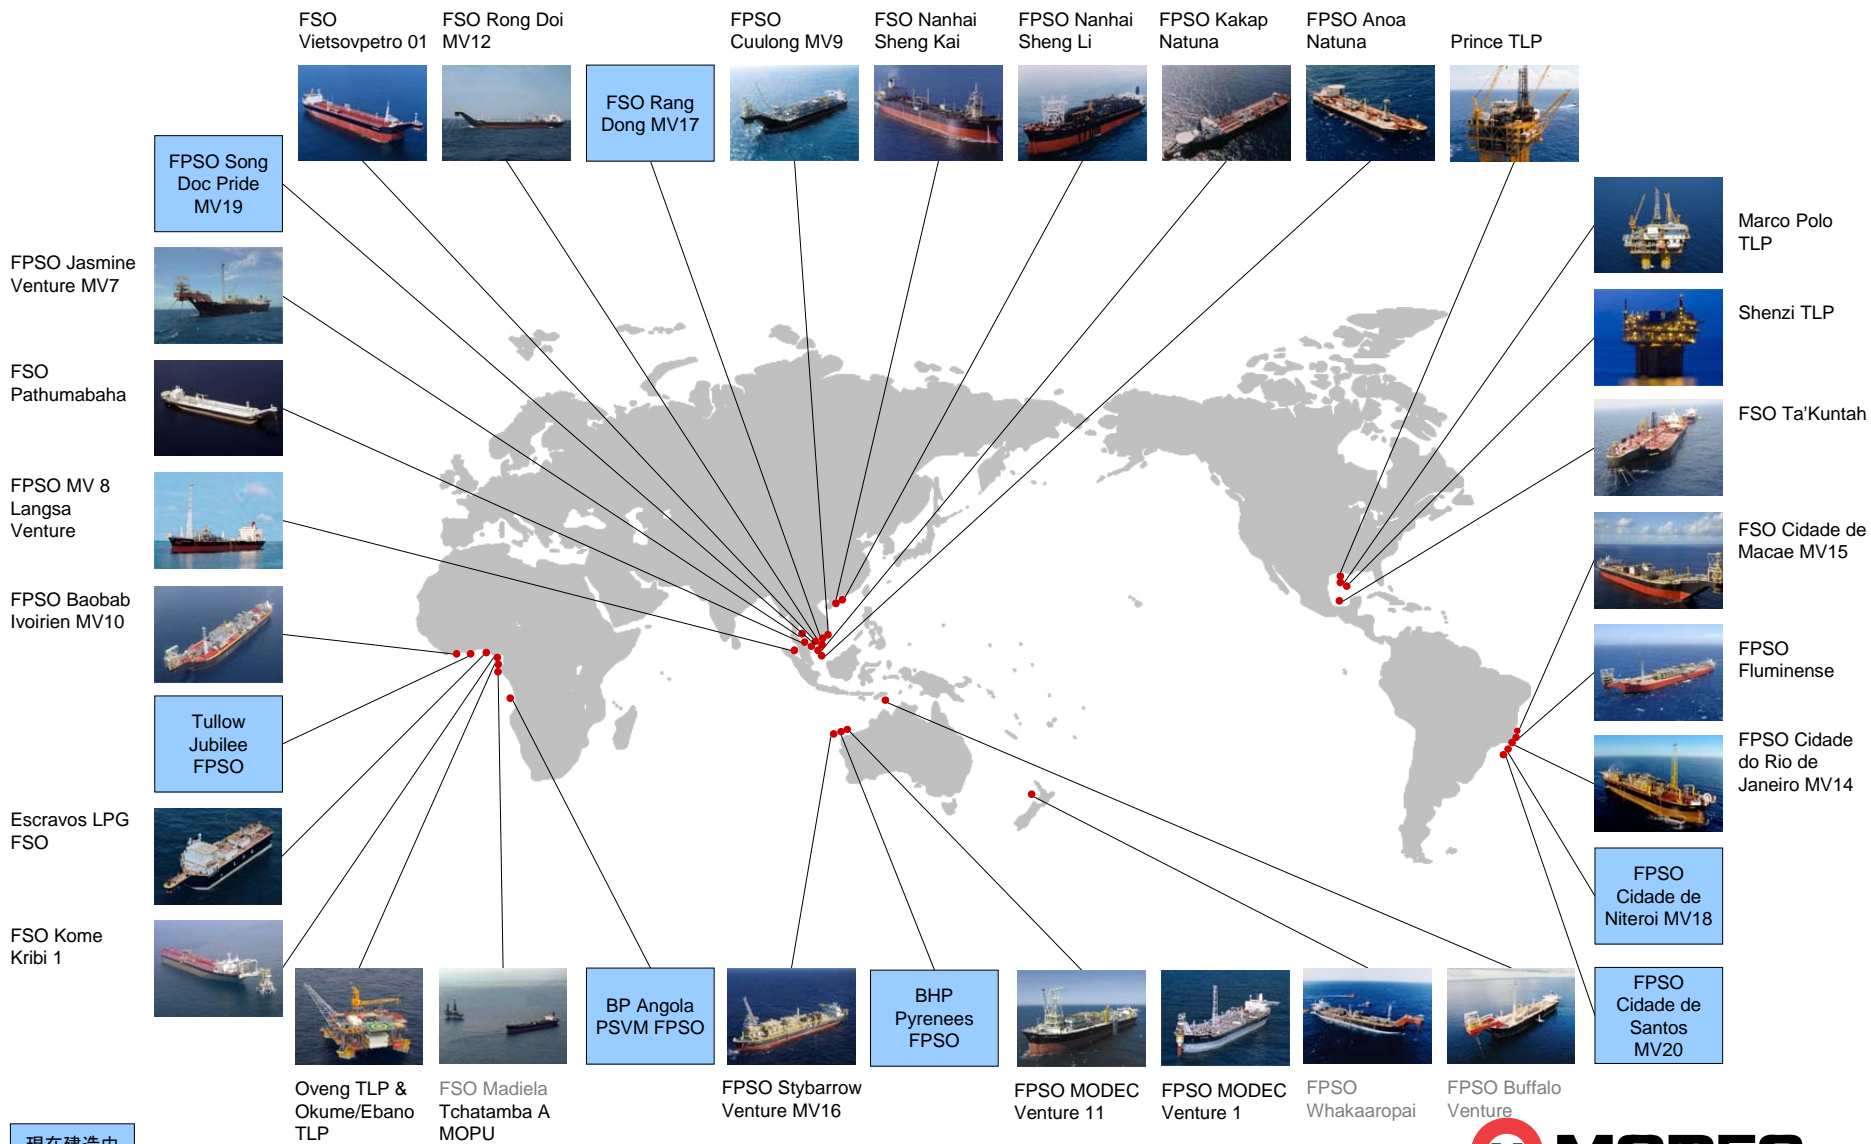 FSO
Vietsovpetro 01
FSO Rong Doi
MV12
FSO Rang
Dong MV17
FPSO
Cuulong MV9
FSO Nanhai
Sheng Kai
FPSO Nanhai
Sheng Li
FPSO Kakap
Natuna
FPSO Anoa
Natuna
Prince TLP
FPSO Song
Doc Pride
MV19
FPSO Jasmine
Venture MV7
FSO
Pathumabaha
FPSO MV 8
Langsa
Venture
FPSO Baobab
Ivoirien MV10
Tullow
Jubilee
FPSO
Escravos LPG
FSO
FSO Kome
Kribi 1
Marco Polo
TLP
Shenzi TLP
FSO Ta'Kuntah
FSO Cidade de
Macae MV15
FPSO
Fluminense
FPSO Cidade
do Rio de
Janeiro MV14
FPSO
Cidade de
Niteroi MV18
FPSO
Cidade de
Santos
MV20
Oveng TLP &
Okume/Ebano
TLP
FSO Madiela
Tchatamba A
MOPU
BP Angola
PSVM FPSO
FPSO Stybarrow
Venture MV16
BHP
Pyrenees
FPSO
FPSO MODEC
Venture 11
FPSO MODEC
Venture 1
FPSO
Whakaaropai
FPSO Buffalo
Venture
現在建造中
MODEC